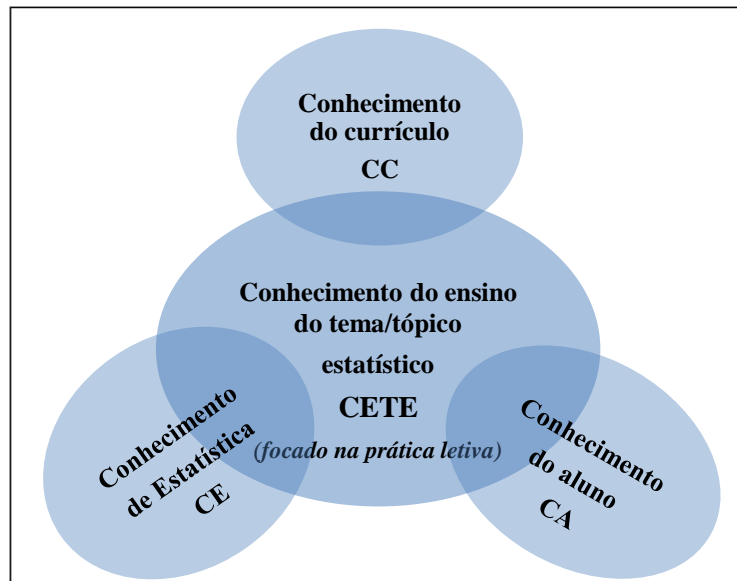 Conhecimento
do currículo
CC
Conhecimento do ensino
do tema/tópico
estatístico
CETE
(focado na prática letiva)
Conhecimento
de Estatística
CE
Conhecimento
do aluno
CA